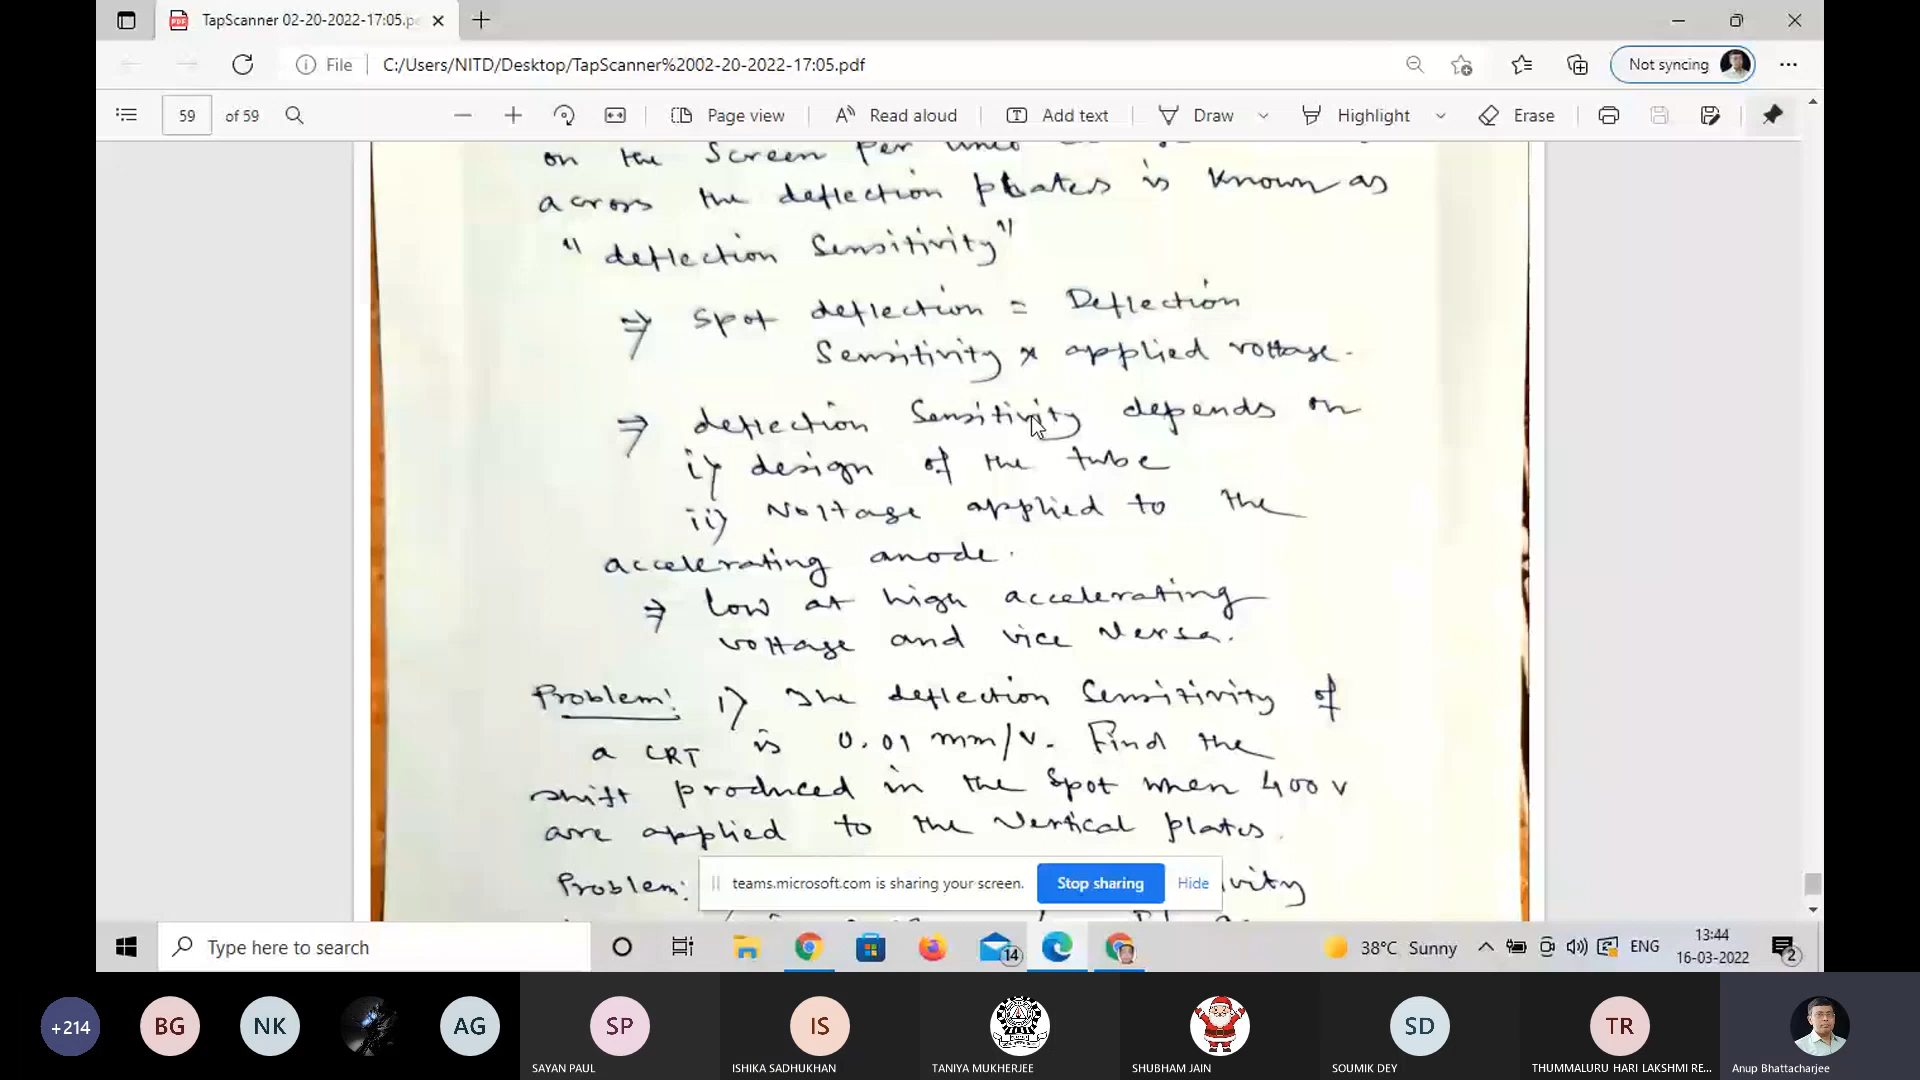 TapScanner 02-20-2022-17:05.p
File
C:/Users/NITD/Desktop/TapScanner%2002-20-2022-17:05.pdf
Not syncing
59 of 59
Page view
Read aloud
Add text
Draw
Highlight
Erase
on the Screen Per
across the deflection plates is known as
"deflection Sensitivity"
⇒ Spot deflection = Deflection
Sensitivity × applied voltage.
⇒ deflection Sensitivity depends on
i) design of the tube
ii) Voltage applied to the
accelerating anode.
⇒ low at high accelerating
voltage and vice versa.
Problem: 1) The deflection Sensitivity of
a CRT is 0.01 mm/V. Find the
shift produced in the Spot when 400 V
are applied to the Vertical plates.
Problem: ivity
teams.microsoft.com is sharing your screen.
Stop sharing
Hide
Type here to search
14
38°C Sunny
ENG
13:44
16-03-2022
2
+214
BG
NK
AG
SP
IS
SD
TR
SAYAN PAUL
ISHIKA SADHUKHAN
TANIYA MUKHERJEE
SHUBHAM JAIN
SOUMIK DEY
THUMMALURU HARI LAKSHMI RE...
Anup Bhattacharjee